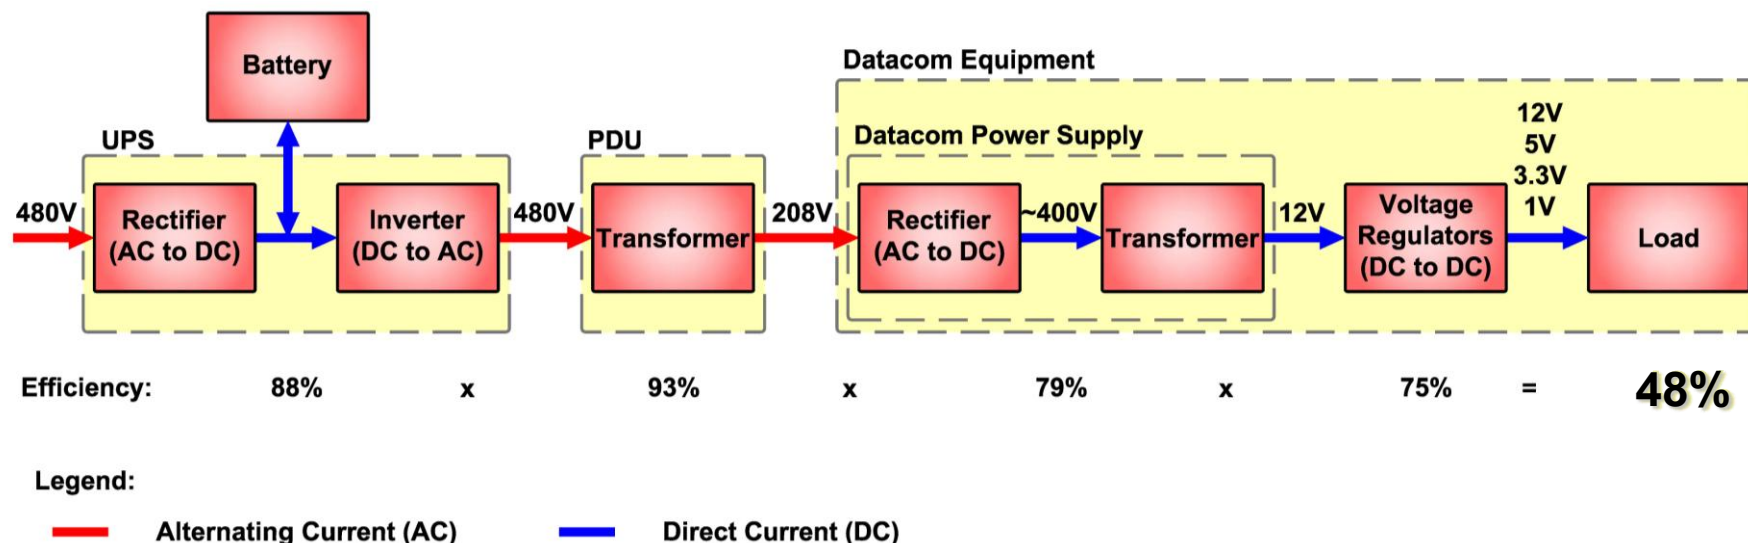 Battery
Datacom Equipment
UPS
PDU
Datacom Power Supply
12V
5V
3.3V
1V
480V
Rectifier
(AC to DC)
Inverter
(DC to AC)
480V
Transformer
208V
Rectifier
(AC to DC)
~400V
Transformer
12V
Voltage
Regulators
(DC to DC)
Load
Efficiency: 88% x 93% x 79% x 75% = 48%
Legend:
Alternating Current (AC) Direct Current (DC)